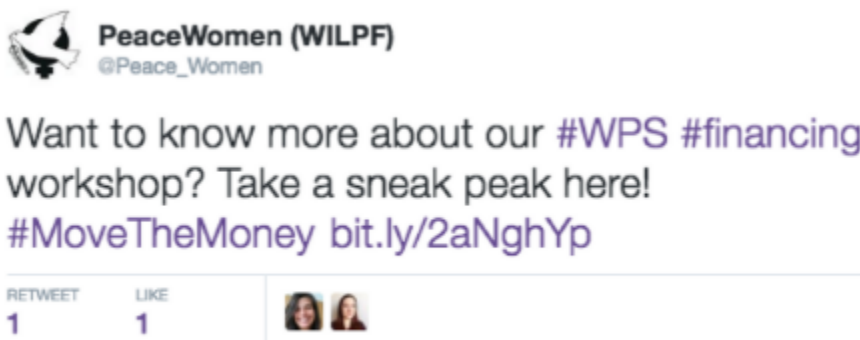 PeaceWomen (WILPF)
@Peace_Women
Want to know more about our #WPS #financing
workshop? Take a sneak peak here!
#MoveTheMoney bit.ly/2aNghYp
RETWEET LIKE
1 1